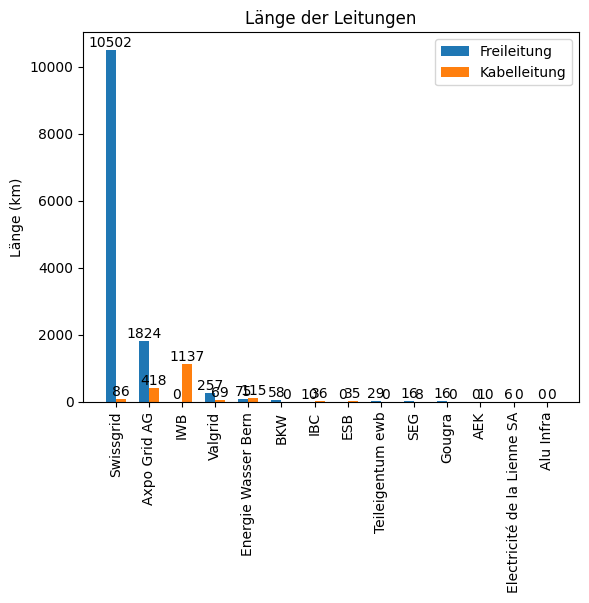 Länge der Leitungen
Freileitung
Kabelleitung
Länge (km)
10000
8000
6000
4000
2000
0
10502 86
1824 418
0 1137
257 69
75 115
58 0
10 36
0 35
29 0
16 8
16 0
0 10
6 0
0 0
Swissgrid
Axpo Grid AG
IWB
Valgrid
Energie Wasser Bern
BKW
IBC
ESB
Teileigentum ewb
SEG
Gougra
AEK
Electricité de la Lienne SA
Alu Infra